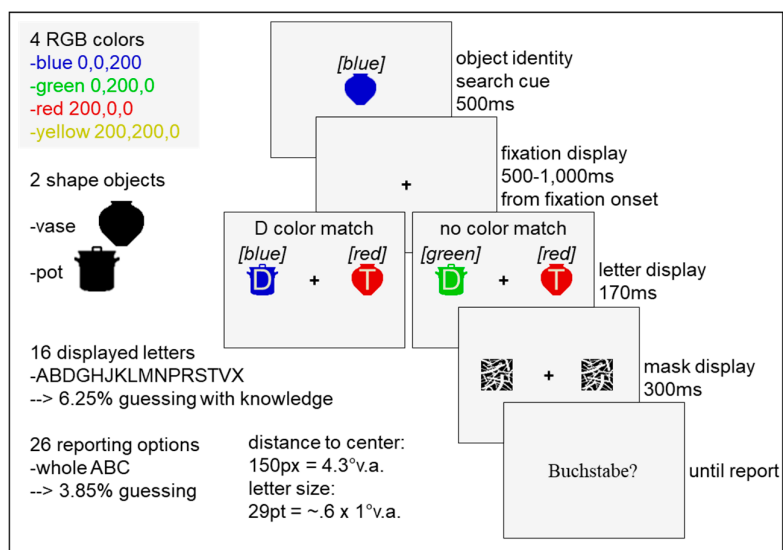 4 RGB colors
-blue 0,0,200
-green 0,200,0
-red 200,0,0
-yellow 200,200,0
2 shape objects
-vase
-pot
16 displayed letters
-ABDGHJKLMNPRSTVX
--> 6.25% guessing with knowledge
26 reporting options
-whole ABC
--> 3.85% guessing
distance to center:
150px = 4.3°v.a.
letter size:
29pt = ~.6 x 1°v.a.
[blue]
object identity
search cue
500ms
+
fixation display
500-1,000ms
from fixation onset
D color match
[blue] [red]
D + T
no color match
[green] [red]
D + T
letter display
170ms
+
mask display
300ms
Buchstabe?
until report